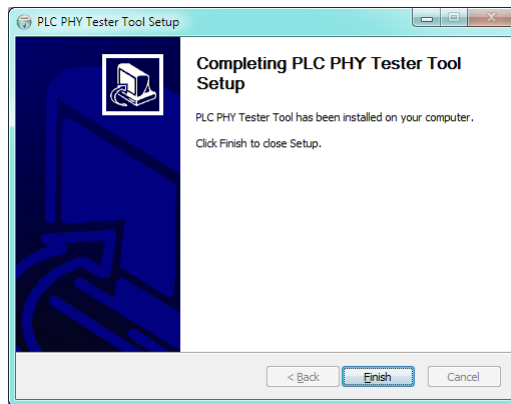 PLC PHY Tester Tool Setup
Completing PLC PHY Tester Tool
Setup
PLC PHY Tester Tool has been installed on your computer.
Click Finish to close Setup.
< Back Finish Cancel